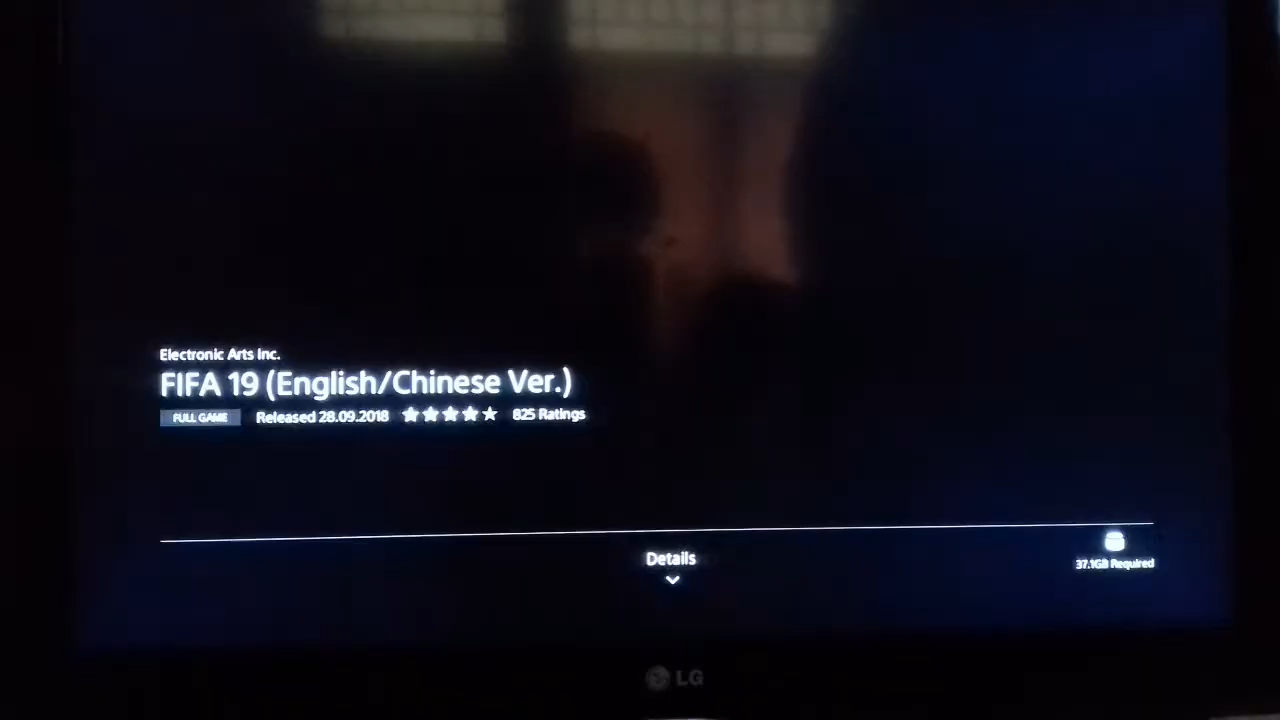 Electronic Arts Inc.
FIFA 19 (English/Chinese Ver.)
FULL GAME Released 28.09.2018 825 Ratings
Details
37.1GB Required
LG